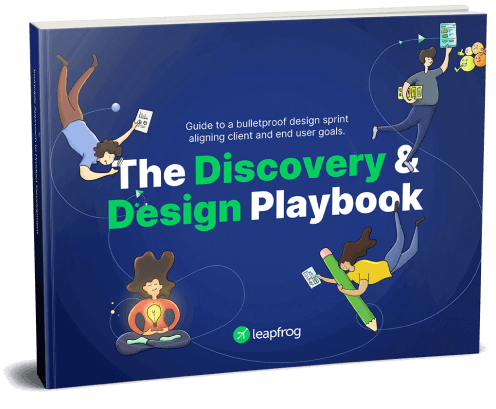 Guide to a bulletproof design sprint
aligning client and end user goals.
The Discovery &
Design Playbook
leapfrog